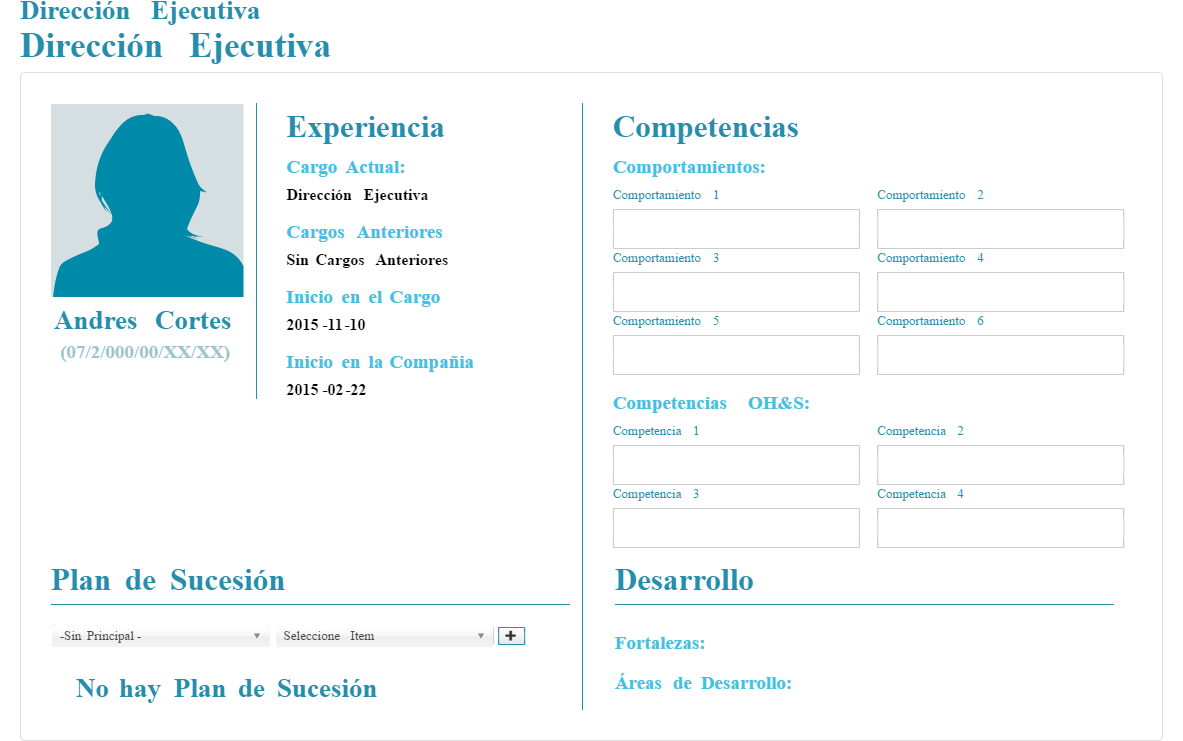 Dirección Ejecutiva
Dirección Ejecutiva
Andres Cortes
(07/2/000/00/XX/XX)
Experiencia
Cargo Actual:
Dirección Ejecutiva
Cargos Anteriores
Sin Cargos Anteriores
Inicio en el Cargo
2015 -11 -10
Inicio en la Compañia
2015 -02 -22
Competencias
Comportamientos:
Comportamiento 1 Comportamiento 2
Comportamiento 3 Comportamiento 4
Comportamiento 5 Comportamiento 6
Competencias OH&S:
Competencia 1 Competencia 2
Competencia 3 Competencia 4
Plan de Sucesión
-Sin Principal - Seleccione Item
No hay Plan de Sucesión
Desarrollo
Fortalezas:
Áreas de Desarrollo: